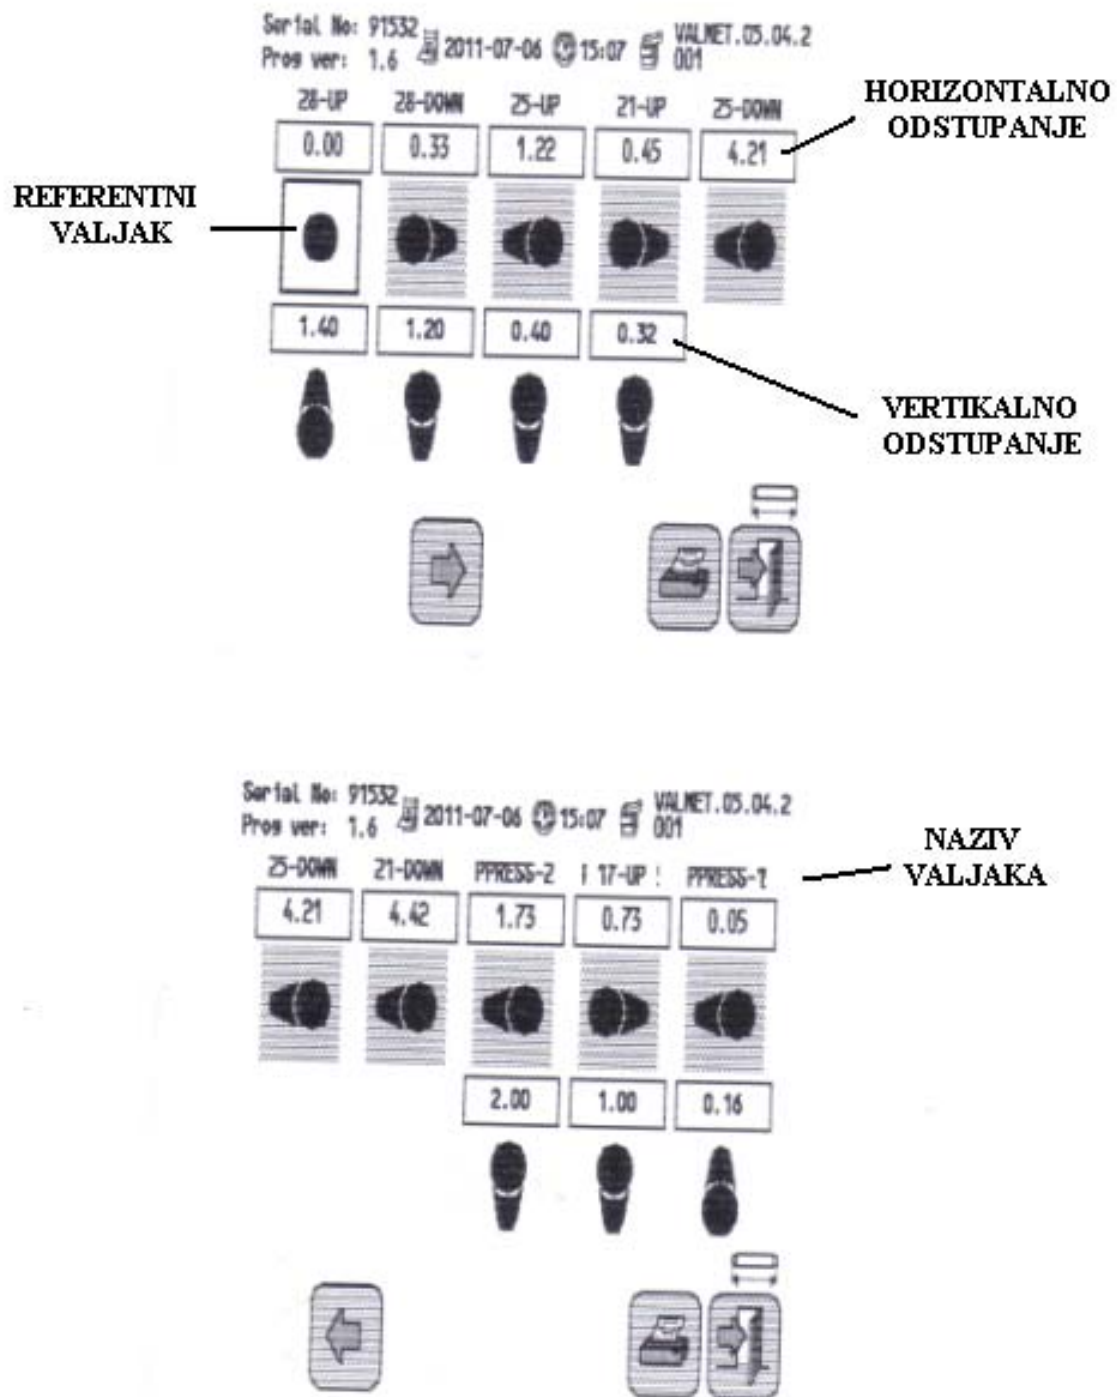 Serial No: 91532 2011-07-06 15:07 VALMET.05.04.2
Prog ver: 1.6 001
28-UP 28-DOWN 25-UP 21-UP 25-DOWN
0.00 0.33 1.22 0.45 4.21
HORIZONTALNO
ODSTUPANJE
REFERENTNI
VALJAK
1.40 1.20 0.40 0.32
VERTIKALNO
ODSTUPANJE
Serial No: 91532 2011-07-06 15:07 VALMET.05.04.2
Prog ver: 1.6 001
25-DOWN 21-DOWN PPRESS-2 17-UP PPRESS-1
NAZIV
VALJAKA
4.21 4.42 1.73 0.73 0.05
2.00 1.00 0.16